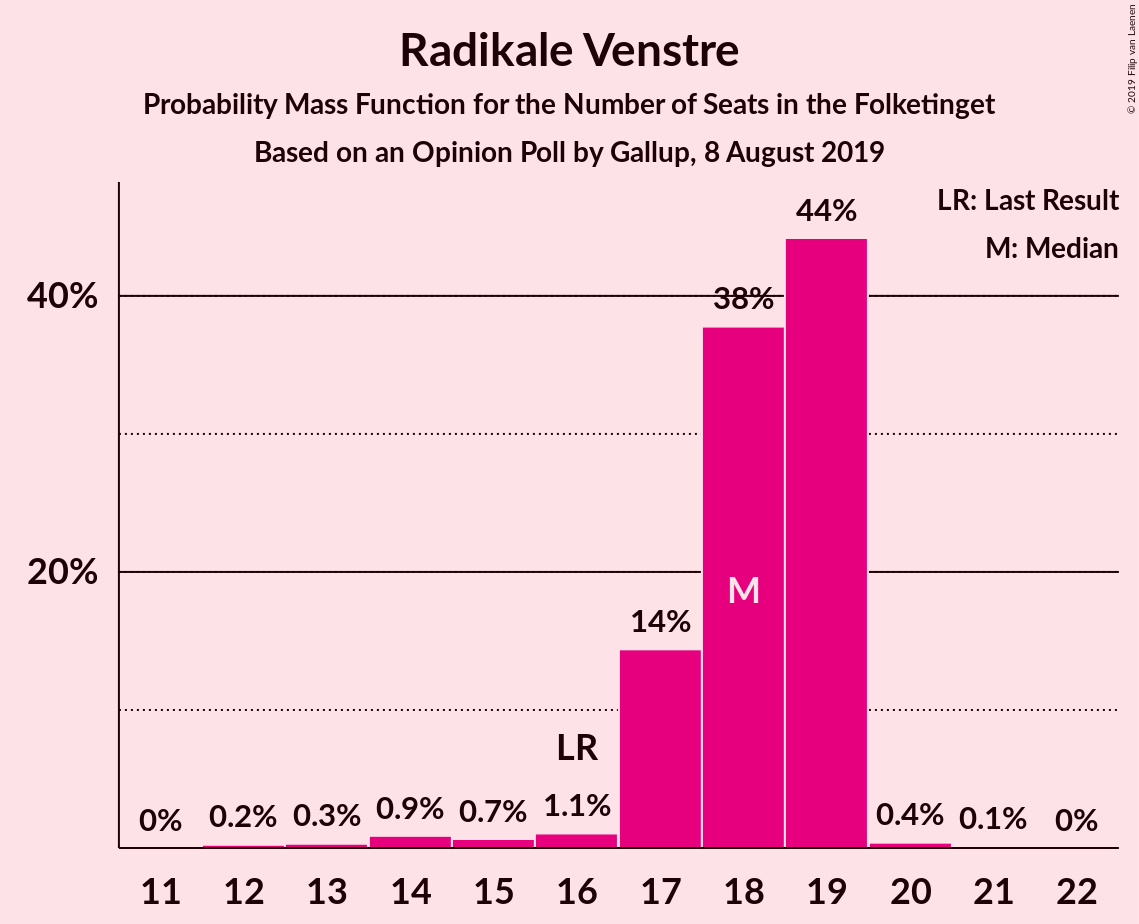 Radikale Venstre
Probability Mass Function for the Number of Seats in the Folketinget
Based on an Opinion Poll by Gallup, 8 August 2019
© 2019 Filip van Laenen
LR: Last Result
M: Median
44%
40%
38%
20%
M
14%
LR
0%
0.2%
0.3%
0.9%
0.7%
1.1%
0.4%
0.1%
0%
11 12 13 14 15 16 17 18 19 20 21 22